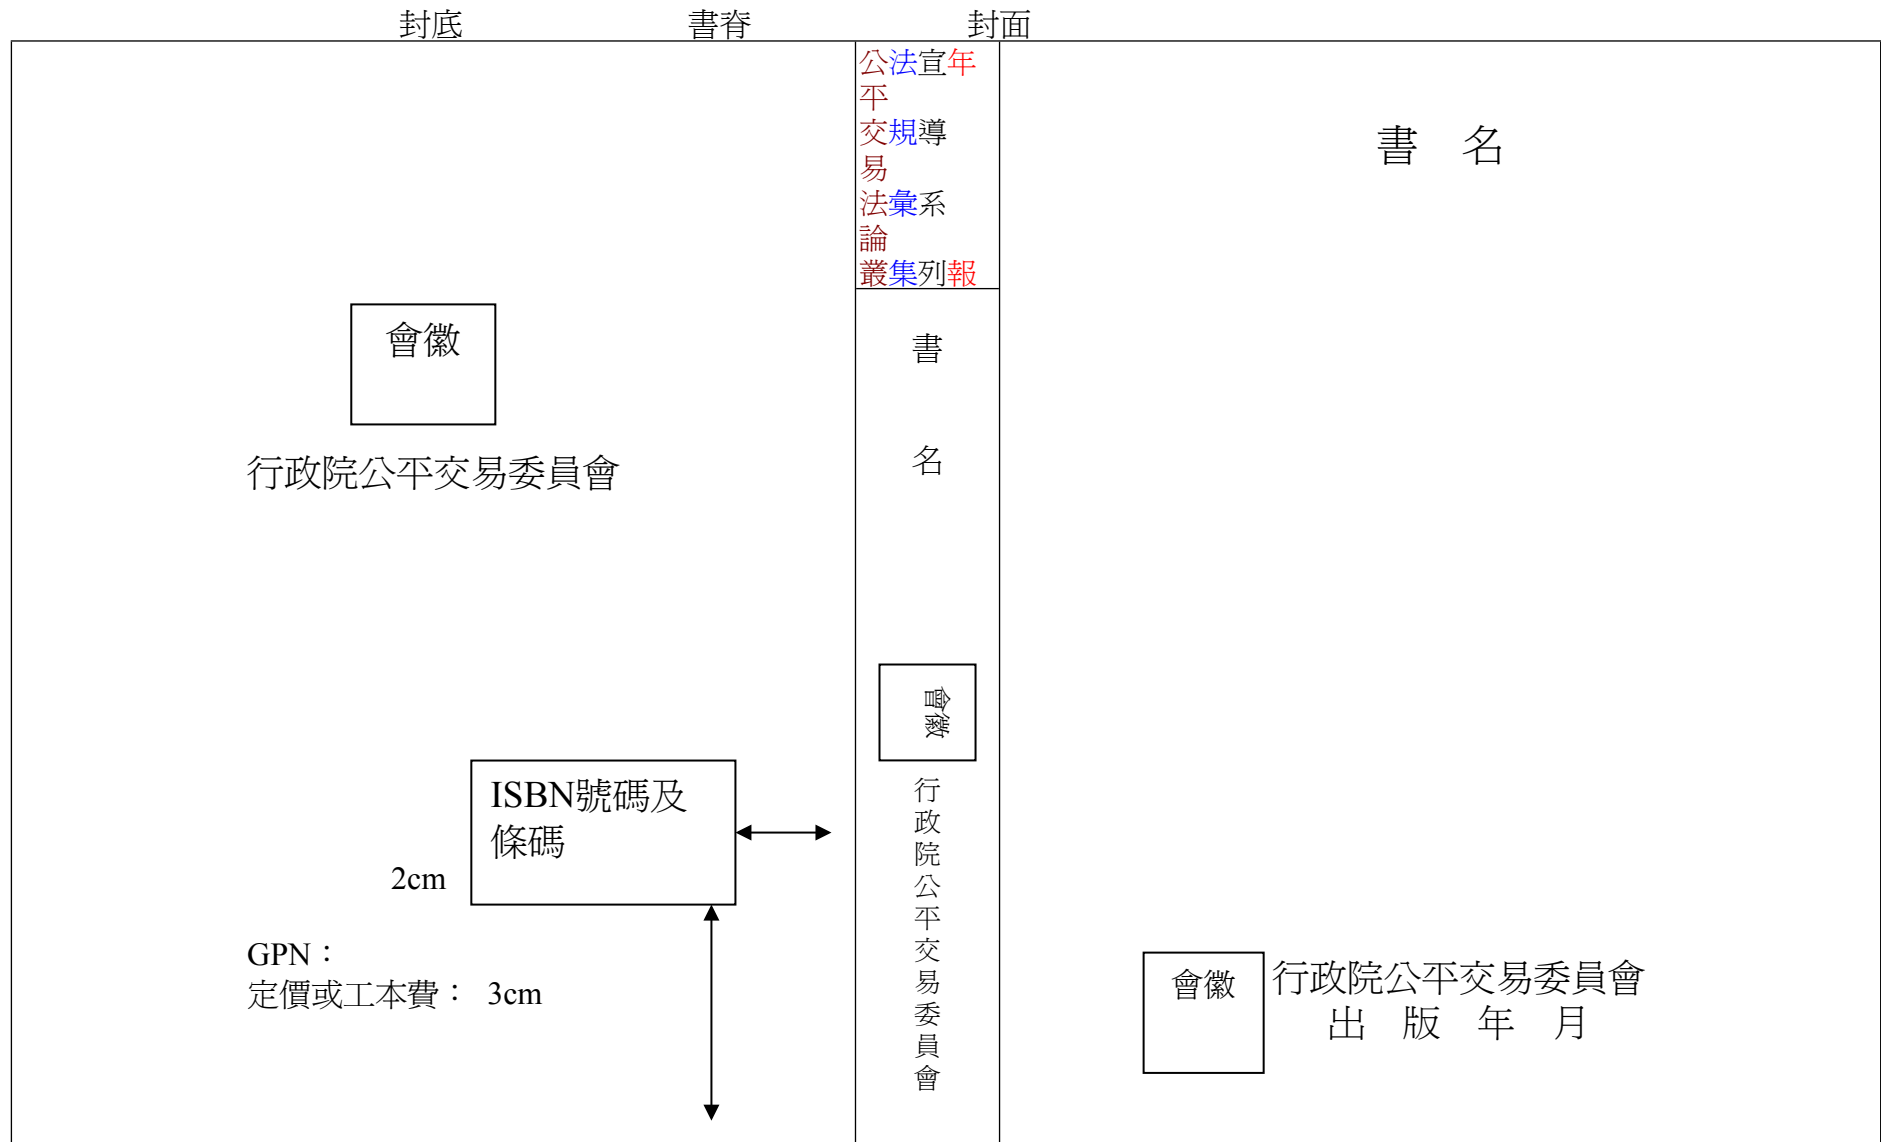 封底 書脊 封面
公法宣年
平
交規導
易
法彙系
論
叢集列報
書 名
會徽
行政院公平交易委員會
書
名
會徽
行政院公平交易委員會
ISBN號碼及
條碼
2cm
GPN：
定價或工本費： 3cm
會徽
行政院公平交易委員會
出 版 年 月